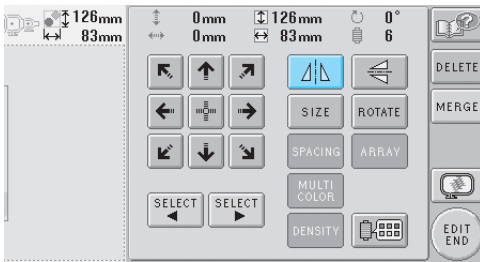 126mm 0mm 126mm 0°
83mm 0mm 83mm 6
DELETE
SIZE ROTATE MERGE
SPACING ARRAY
MULTI
COLOR
SELECT SELECT
DENSITY
EDIT
END